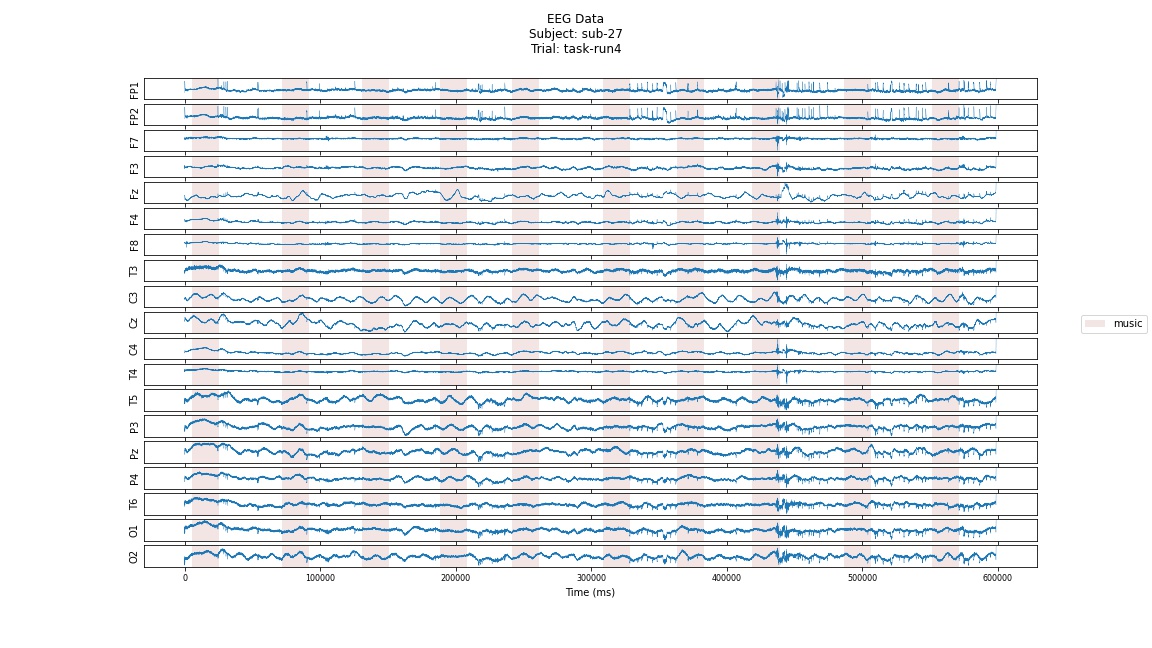 EEG Data
Subject: sub-27
Trial: task-run4
FP1
FP2
F7
F3
Fz
F4
F8
T3
C3
Cz
C4
T4
T5
P3
Pz
P4
T6
O1
O2
music
0 100000 200000 300000 400000 500000 600000
Time (ms)